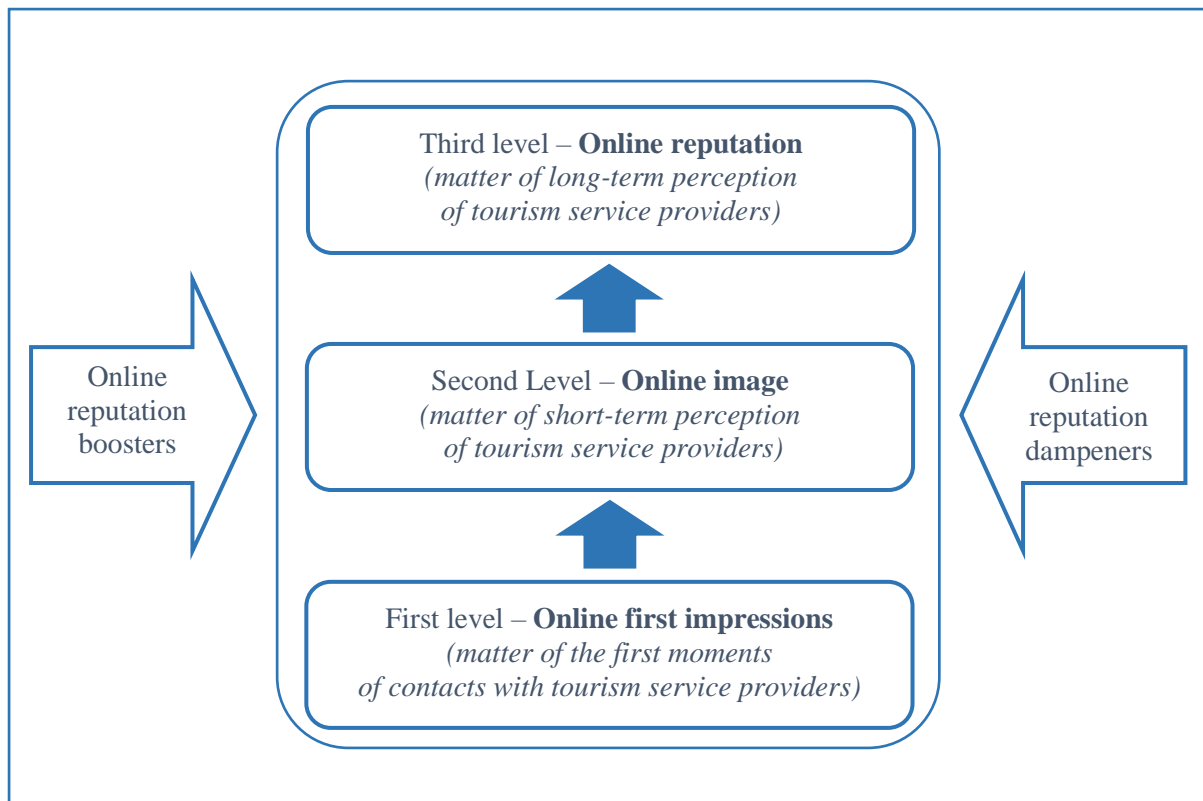 Third level – Online reputation
(matter of long-term perception
of tourism service providers)
Online
reputation
boosters
Second Level – Online image
(matter of short-term perception
of tourism service providers)
Online
reputation
dampeners
First level – Online first impressions
(matter of the first moments
of contacts with tourism service providers)